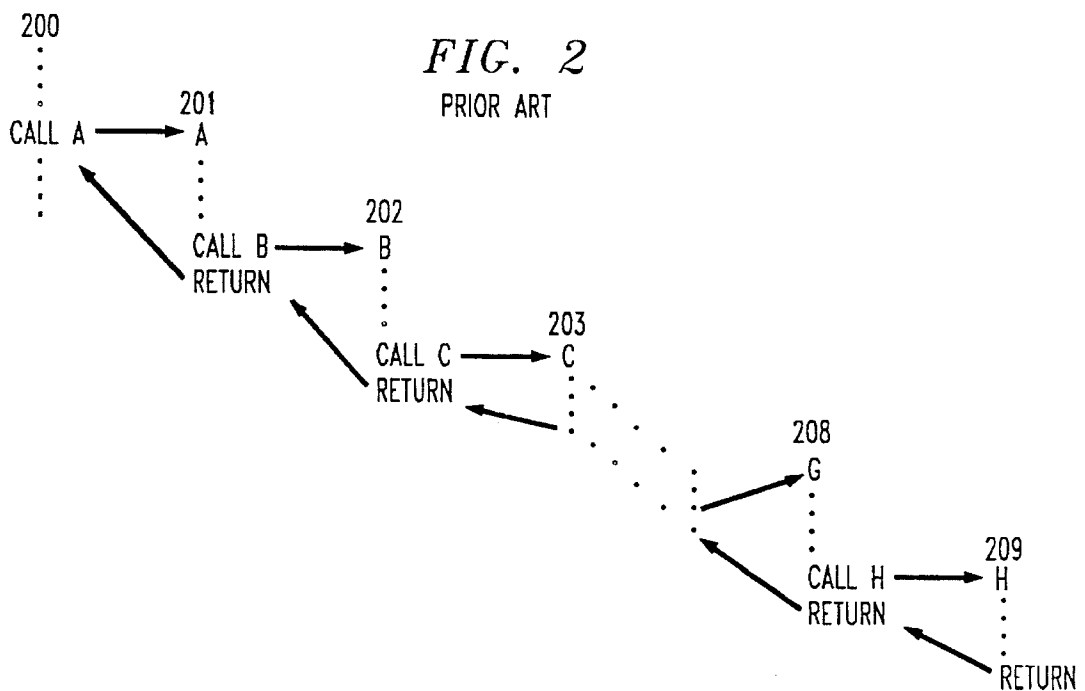 200
FIG. 2
PRIOR ART
201
CALL A
A
202
CALL B
B
RETURN
203
CALL C
C
RETURN
208
G
209
CALL H
H
RETURN
RETURN